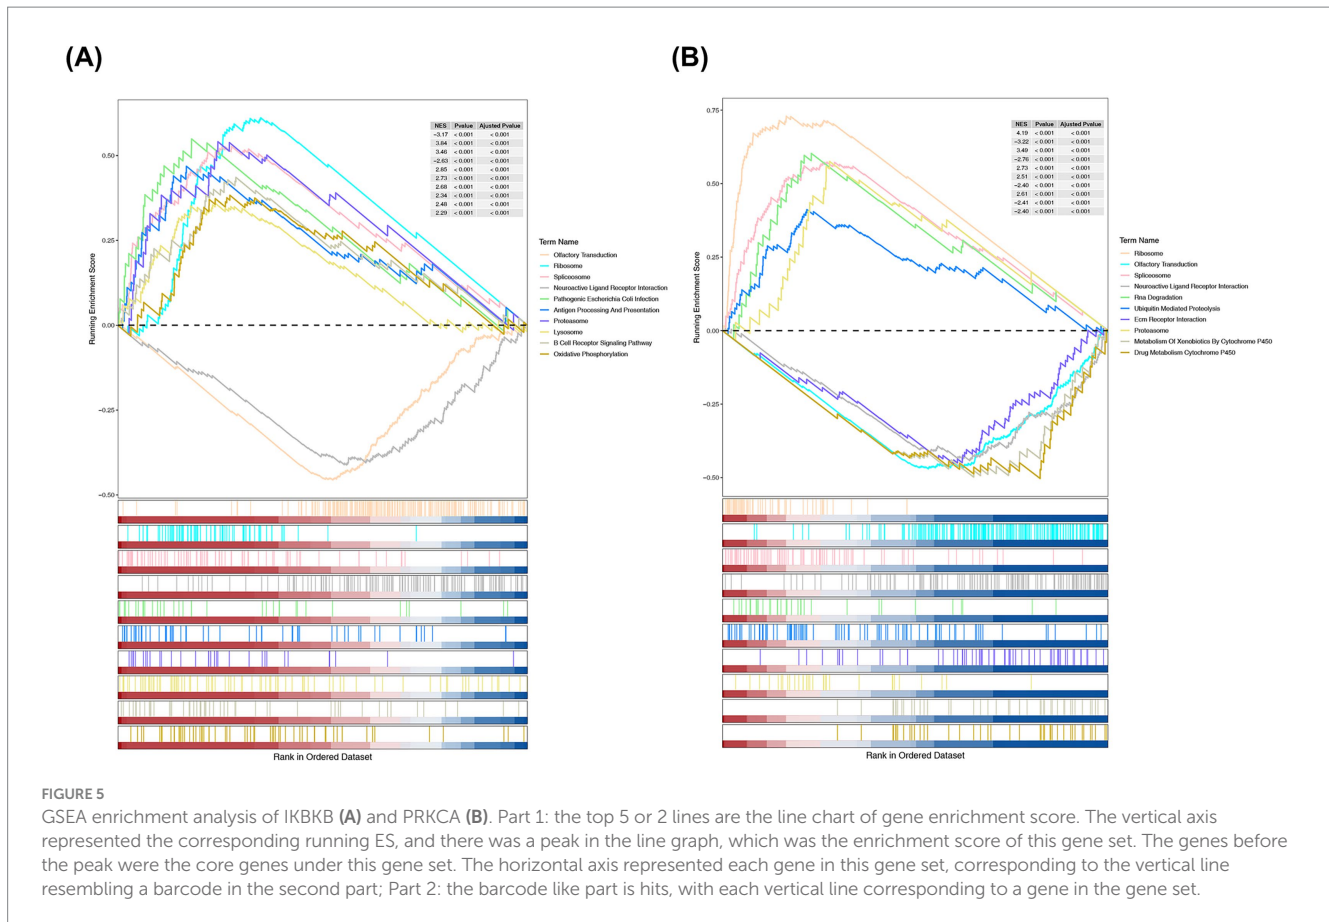 (A)
(B)
NES Pvalue Ajusted Pvalue
−3.17 < 0.001 < 0.001
3.84 < 0.001 < 0.001
3.46 < 0.001 < 0.001
−2.63 < 0.001 < 0.001
2.85 < 0.001 < 0.001
2.73 < 0.001 < 0.001
2.68 < 0.001 < 0.001
2.34 < 0.001 < 0.001
2.48 < 0.001 < 0.001
2.29 < 0.001 < 0.001
0.50
0.25
0.00
−0.25
−0.50
Running Enrichment Score
Term Name
Olfactory Transduction
Ribosome
Spliceosome
Neuroactive Ligand Receptor Interaction
Pathogenic Escherichia Coli Infection
Antigen Processing And Presentation
Proteasome
Lysosome
B Cell Receptor Signaling Pathway
Oxidative Phosphorylation
Rank in Ordered Dataset
NES Pvalue Ajusted Pvalue
4.19 < 0.001 < 0.001
−3.22 < 0.001 < 0.001
3.49 < 0.001 < 0.001
−2.76 < 0.001 < 0.001
2.73 < 0.001 < 0.001
2.51 < 0.001 < 0.001
−2.40 < 0.001 < 0.001
2.61 < 0.001 < 0.001
−2.41 < 0.001 < 0.001
−2.40 < 0.001 < 0.001
0.75
0.50
0.25
0.00
−0.25
−0.50
Running Enrichment Score
Term Name
Ribosome
Olfactory Transduction
Spliceosome
Neuroactive Ligand Receptor Interaction
Rna Degradation
Ubiquitin Mediated Proteolysis
Ecm Receptor Interaction
Proteasome
Metabolism Of Xenobiotics By Cytochrome P450
Drug Metabolism Cytochrome P450
Rank in Ordered Dataset
FIGURE 5
GSEA enrichment analysis of IKBKB (A) and PRKCA (B). Part 1: the top 5 or 2 lines are the line chart of gene enrichment score. The vertical axis
represented the corresponding running ES, and there was a peak in the line graph, which was the enrichment score of this gene set. The genes before
the peak were the core genes under this gene set. The horizontal axis represented each gene in this gene set, corresponding to the vertical line
resembling a barcode in the second part; Part 2: the barcode like part is hits, with each vertical line corresponding to a gene in the gene set.